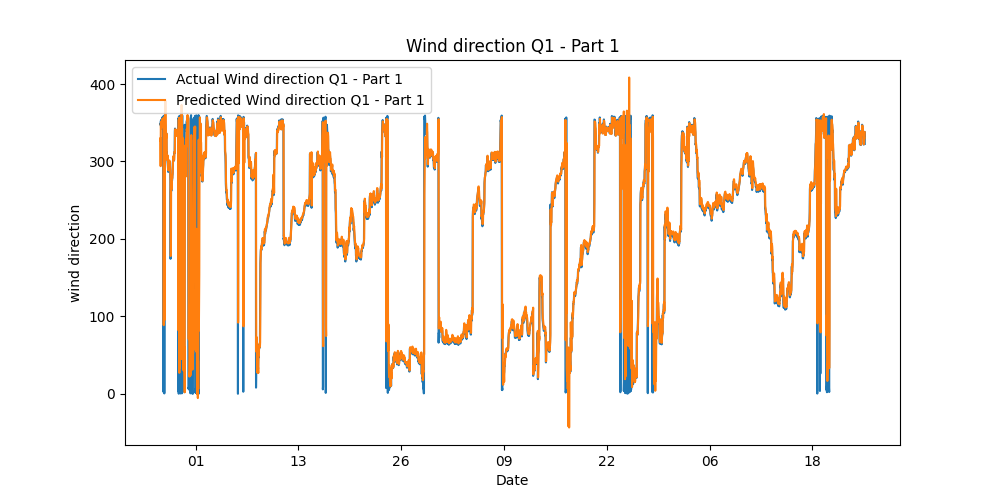 Wind direction Q1 - Part 1
Actual Wind direction Q1 - Part 1
Predicted Wind direction Q1 - Part 1
400
300
200
100
0
wind direction
01 13 26 09 22 06 18
Date